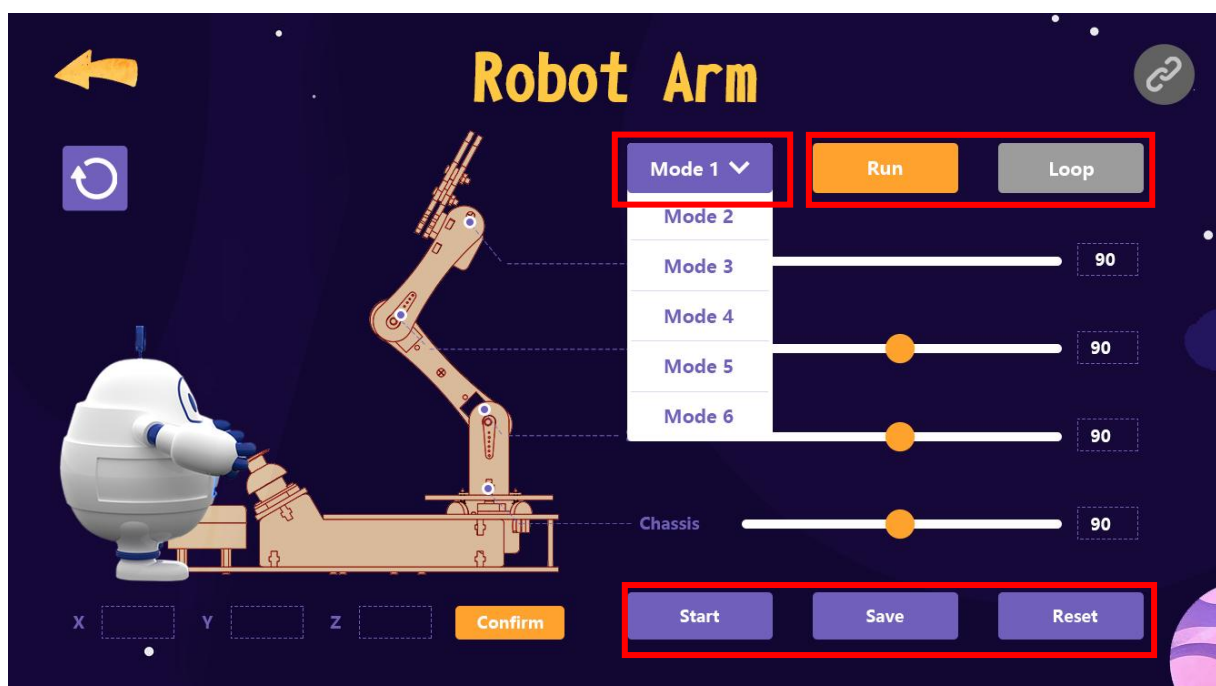 Robot Arm
Mode 1
Run
Loop
Mode 2
Mode 3
90
Mode 4
90
Mode 5
Mode 6
90
Chassis
90
X
Y
Z
Confirm
Start
Save
Reset